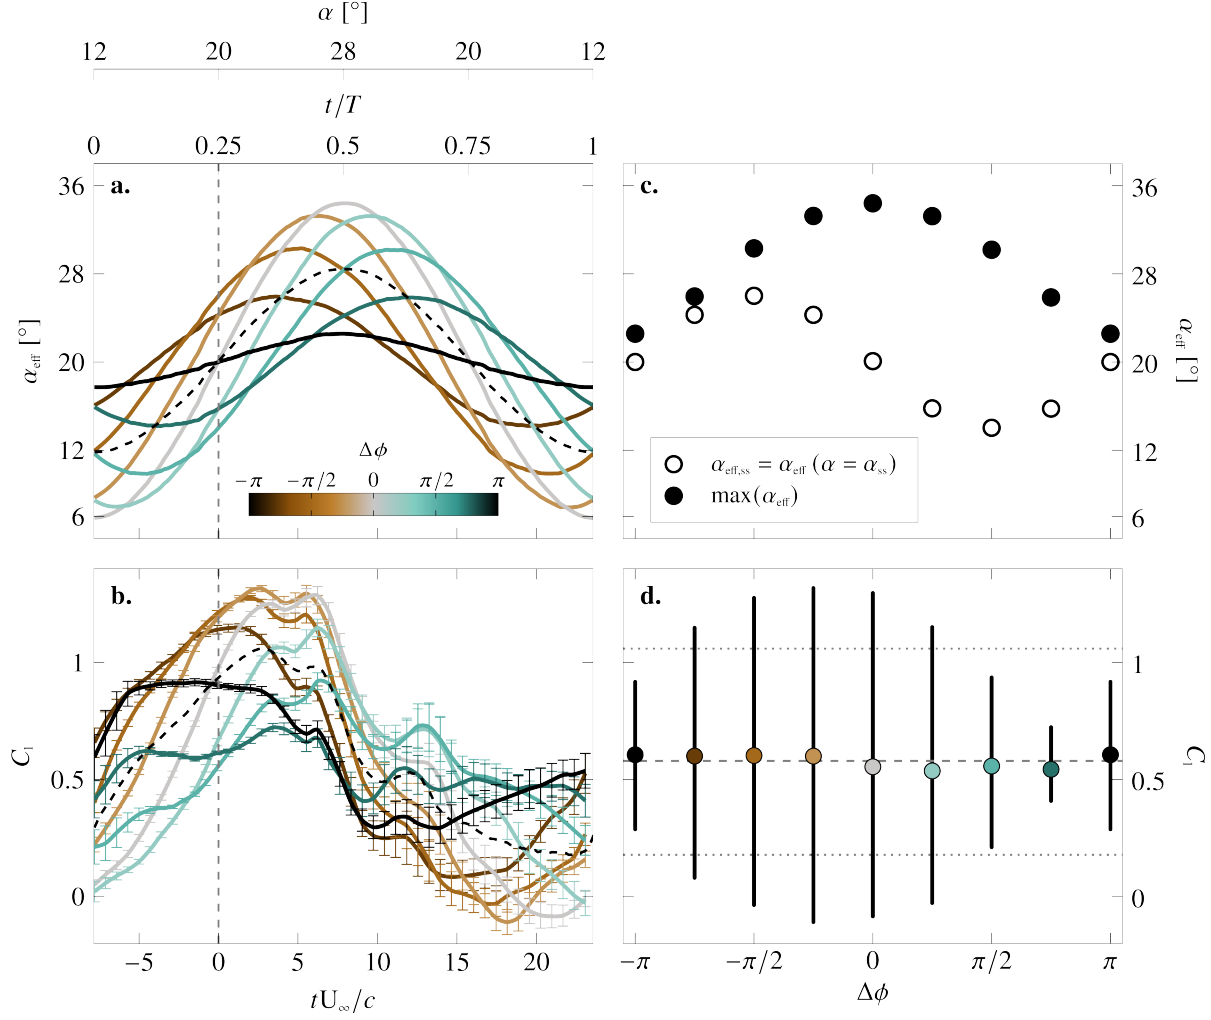 α [°]
12 20 28 20 12
t/T
0 0.25 0.5 0.75 1
a.
36
28
20
12
6
α_eff [°]
Δϕ
−π −π/2 0 π/2 π
c.
36
28
20
12
6
α_eff [°]
α_eff,ss = α_eff (α = α_ss)
max(α_eff)
b.
1
0.5
0
C_l
−5 0 5 10 15 20
tU_∞/c
d.
1
0.5
0
C_l
−π −π/2 0 π/2 π
Δϕ